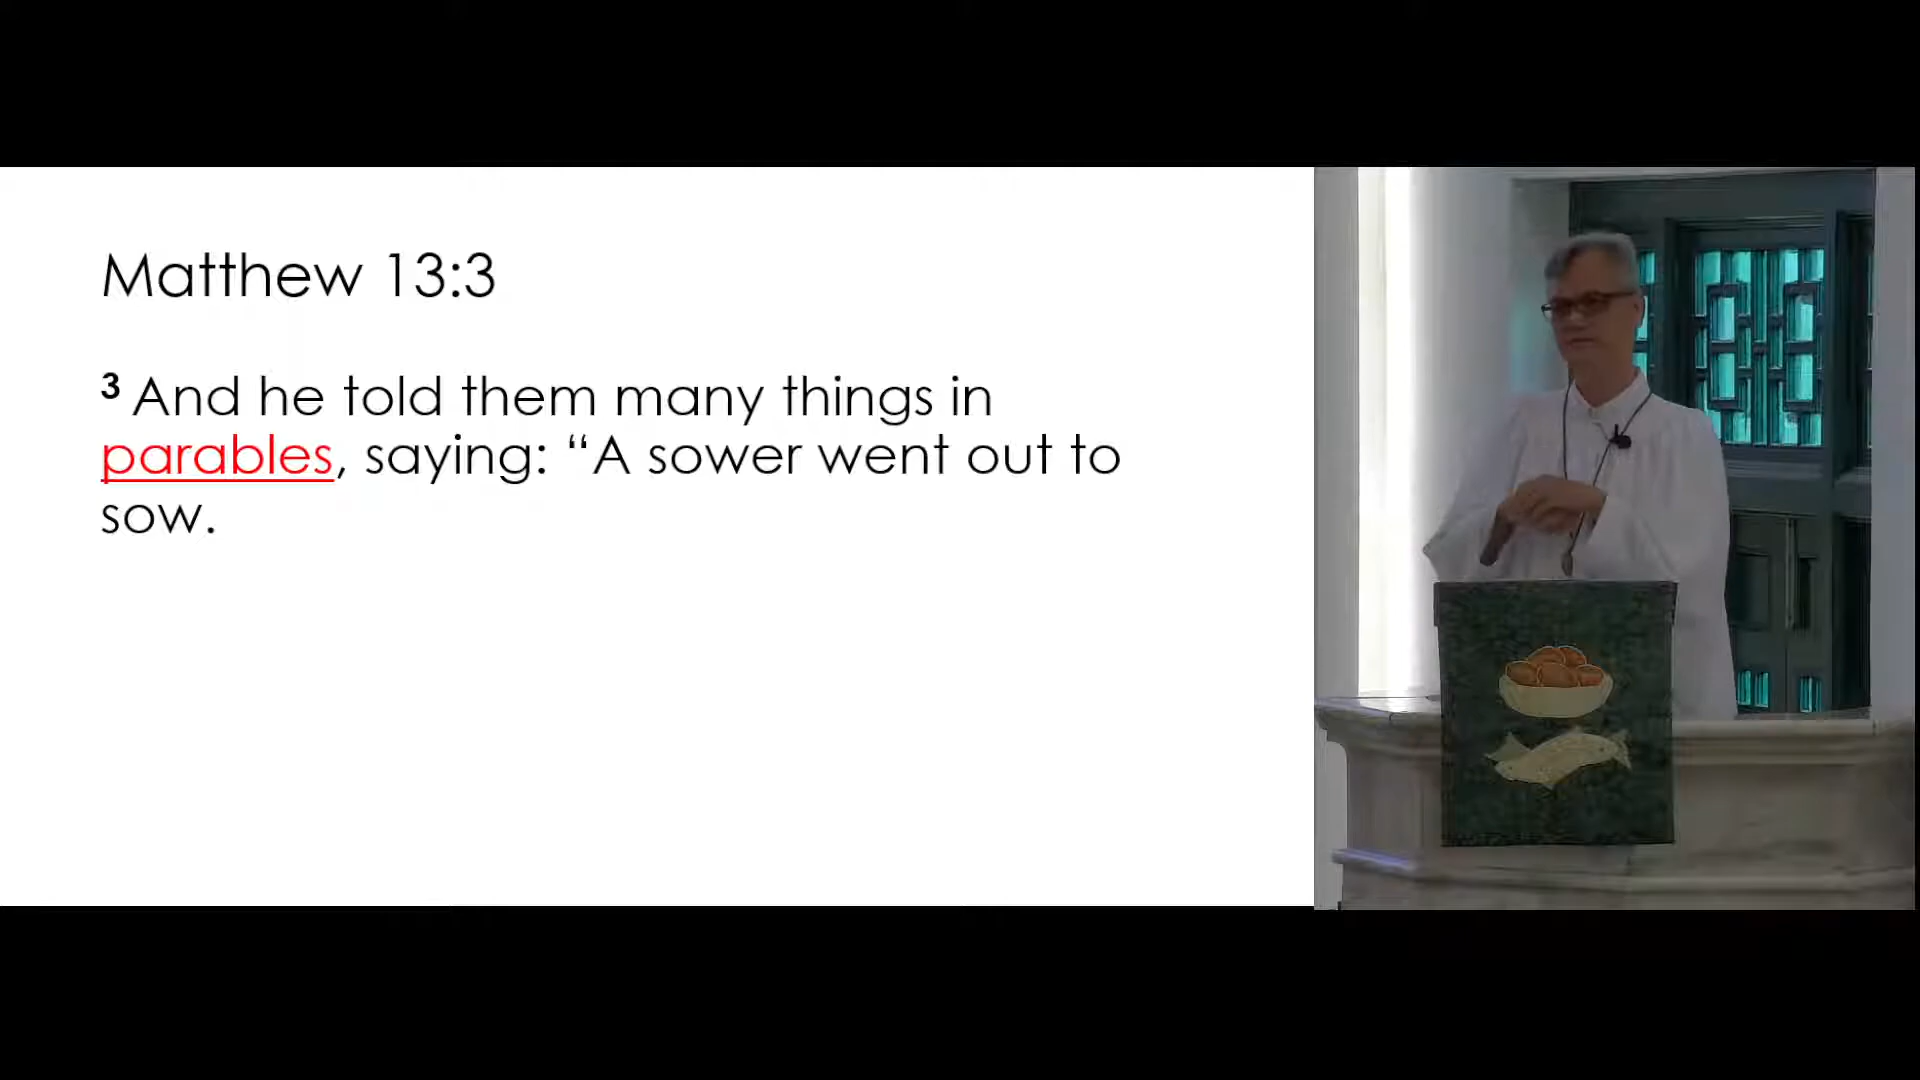 Matthew 13:3
3 And he told them many things in
parables, saying: “A sower went out to
sow.